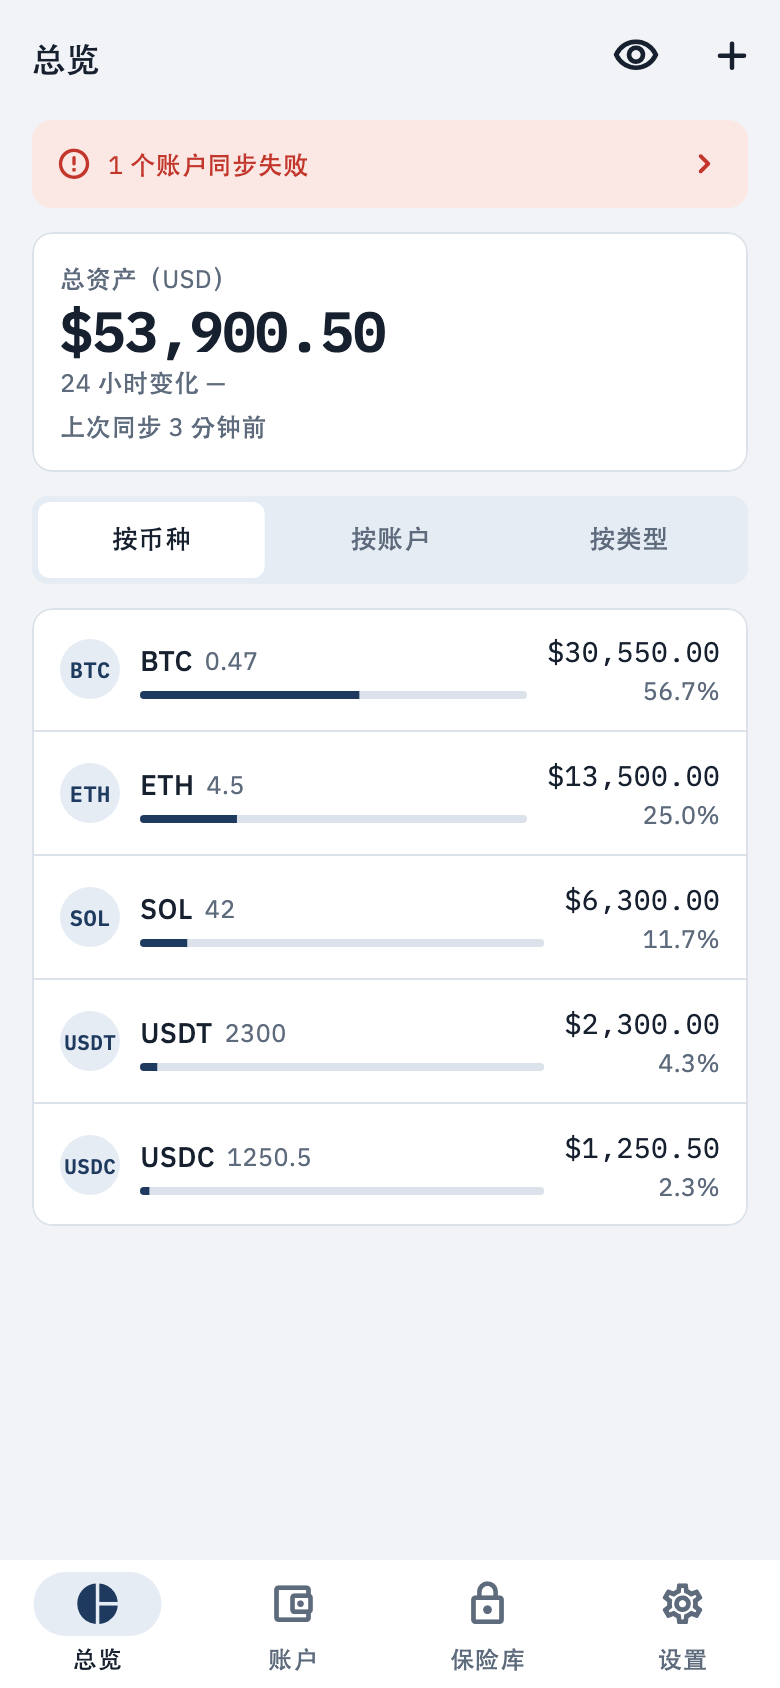 总览
1 个账户同步失败
总资产（USD）
$53,900.50
24 小时变化 —
上次同步 3 分钟前
按币种 按账户 按类型
BTC BTC 0.47 $30,550.00
56.7%
ETH ETH 4.5 $13,500.00
25.0%
SOL SOL 42 $6,300.00
11.7%
USDT USDT 2300 $2,300.00
4.3%
USDC USDC 1250.5 $1,250.50
2.3%
总览 账户 保险库 设置